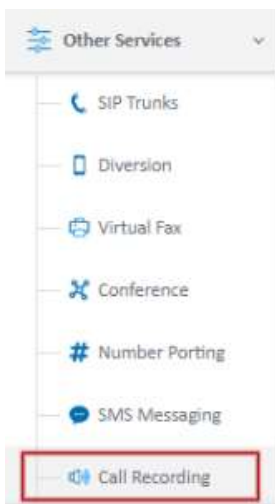 Other Services
SIP Trunks
Diversion
Virtual Fax
Conference
Number Porting
SMS Messaging
Call Recording